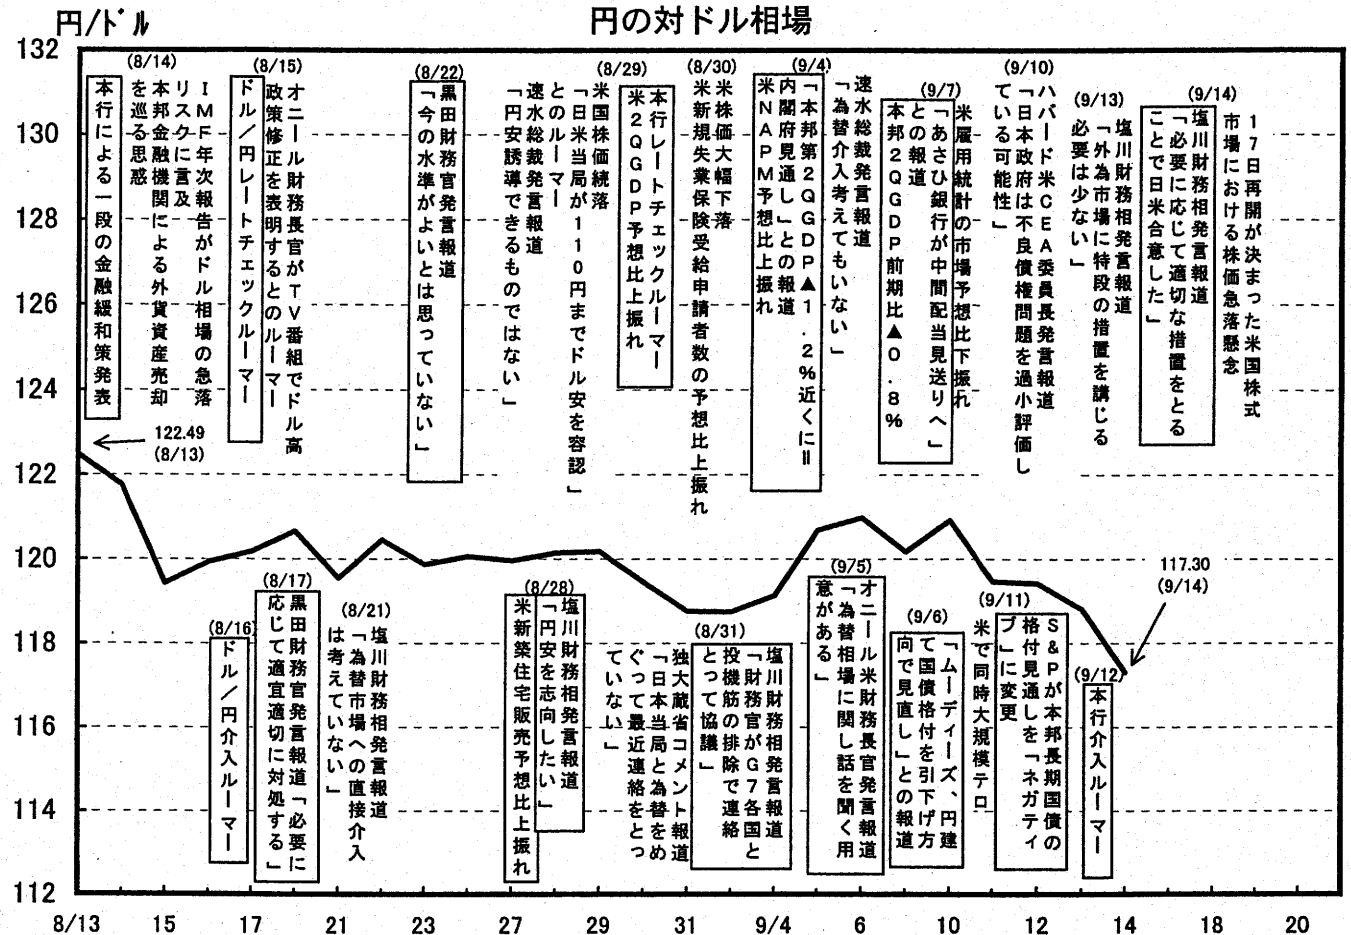 円/ﾄﾞﾙ
円の対ドル相場
132
130
128
126
124
122
120
118
116
114
112
8/13
15
17
21
23
27
29
31
9/4
6
10
12
14
18
20
本行による一段の金融緩和策発表
(8/14)
ＩＭＦ年次報告がドル相場の急落
リスクに言及
本邦金融機関による外貨資産売却
を巡る思惑
ドル／円レートチェックルーマー
(8/15)
オニール財務長官がＴＶ番組でドル高
政策修正を表明するとのルーマー
(8/22)
黒田財務官発言報道
「今の水準がよいとは思っていない」
米国株価続落
「日米当局が１１０円までドル安を容認」
とのルーマー
速水総裁発言報道
「円安誘導できるものではない」
(8/29)
本行レートチェックルーマー
米２ＱＧＤＰ予想比上振れ
(8/30)
米株価大幅下落
米新規失業保険受給申請者数の予想比上振れ
(9/4)
「本邦第２ＱＧＤＰ▲１．２％近くに＝
内閣府見通し」との報道
米ＮＡＰＭ予想比上振れ
速水総裁発言報道
「為替介入考えてもいない」
(9/7)
米雇用統計の市場予想比下振れ
「あさひ銀行が中間配当見送りへ」
との報道
本邦２ＱＧＤＰ前期比▲０．８％
(9/10)
ハバード米ＣＥＡ委員長発言報道
「日本政府は不良債権問題を過小評価し
ている可能性」
(9/13)
塩川財務相発言報道
「外為市場に特段の措置を講じる
必要は少ない」
(9/14)
塩川財務相発言報道
「必要に応じて適切な措置をとる
ことで日米合意した」
１７日再開が決まった米国株式
市場における株価急落懸念
122.49
(8/13)
117.30
(9/14)
(8/16)
ドル／円介入ルーマー
(8/17)
黒田財務官発言報道「必要に
応じて適宜適切に対処する」
(8/21)
塩川財務相発言報道
「為替市場への直接介入
は考えていない」
(8/28)
塩川財務相発言報道
「円安を志向したい」
米新築住宅販売予想比上振れ
独大蔵省コメント報道
「日本当局と為替をめ
ぐって最近連絡をとっ
ていない」
(8/31)
塩川財務相発言報道
「財務官がＧ７各国と
投機筋の排除で連絡
とって協議」
(9/5)
オニール米財務長官発言報道
「為替相場に関し話を聞く用
意がある」
(9/6)
「ムーディーズ、円建
て国債格付を引下げ方
向で見直し」との報道
(9/11)
米で同時大規模テロ
Ｓ＆Ｐが本邦長期国債の
格付見通しを「ネガティ
ブ」に変更
(9/12)
本行介入ルーマー